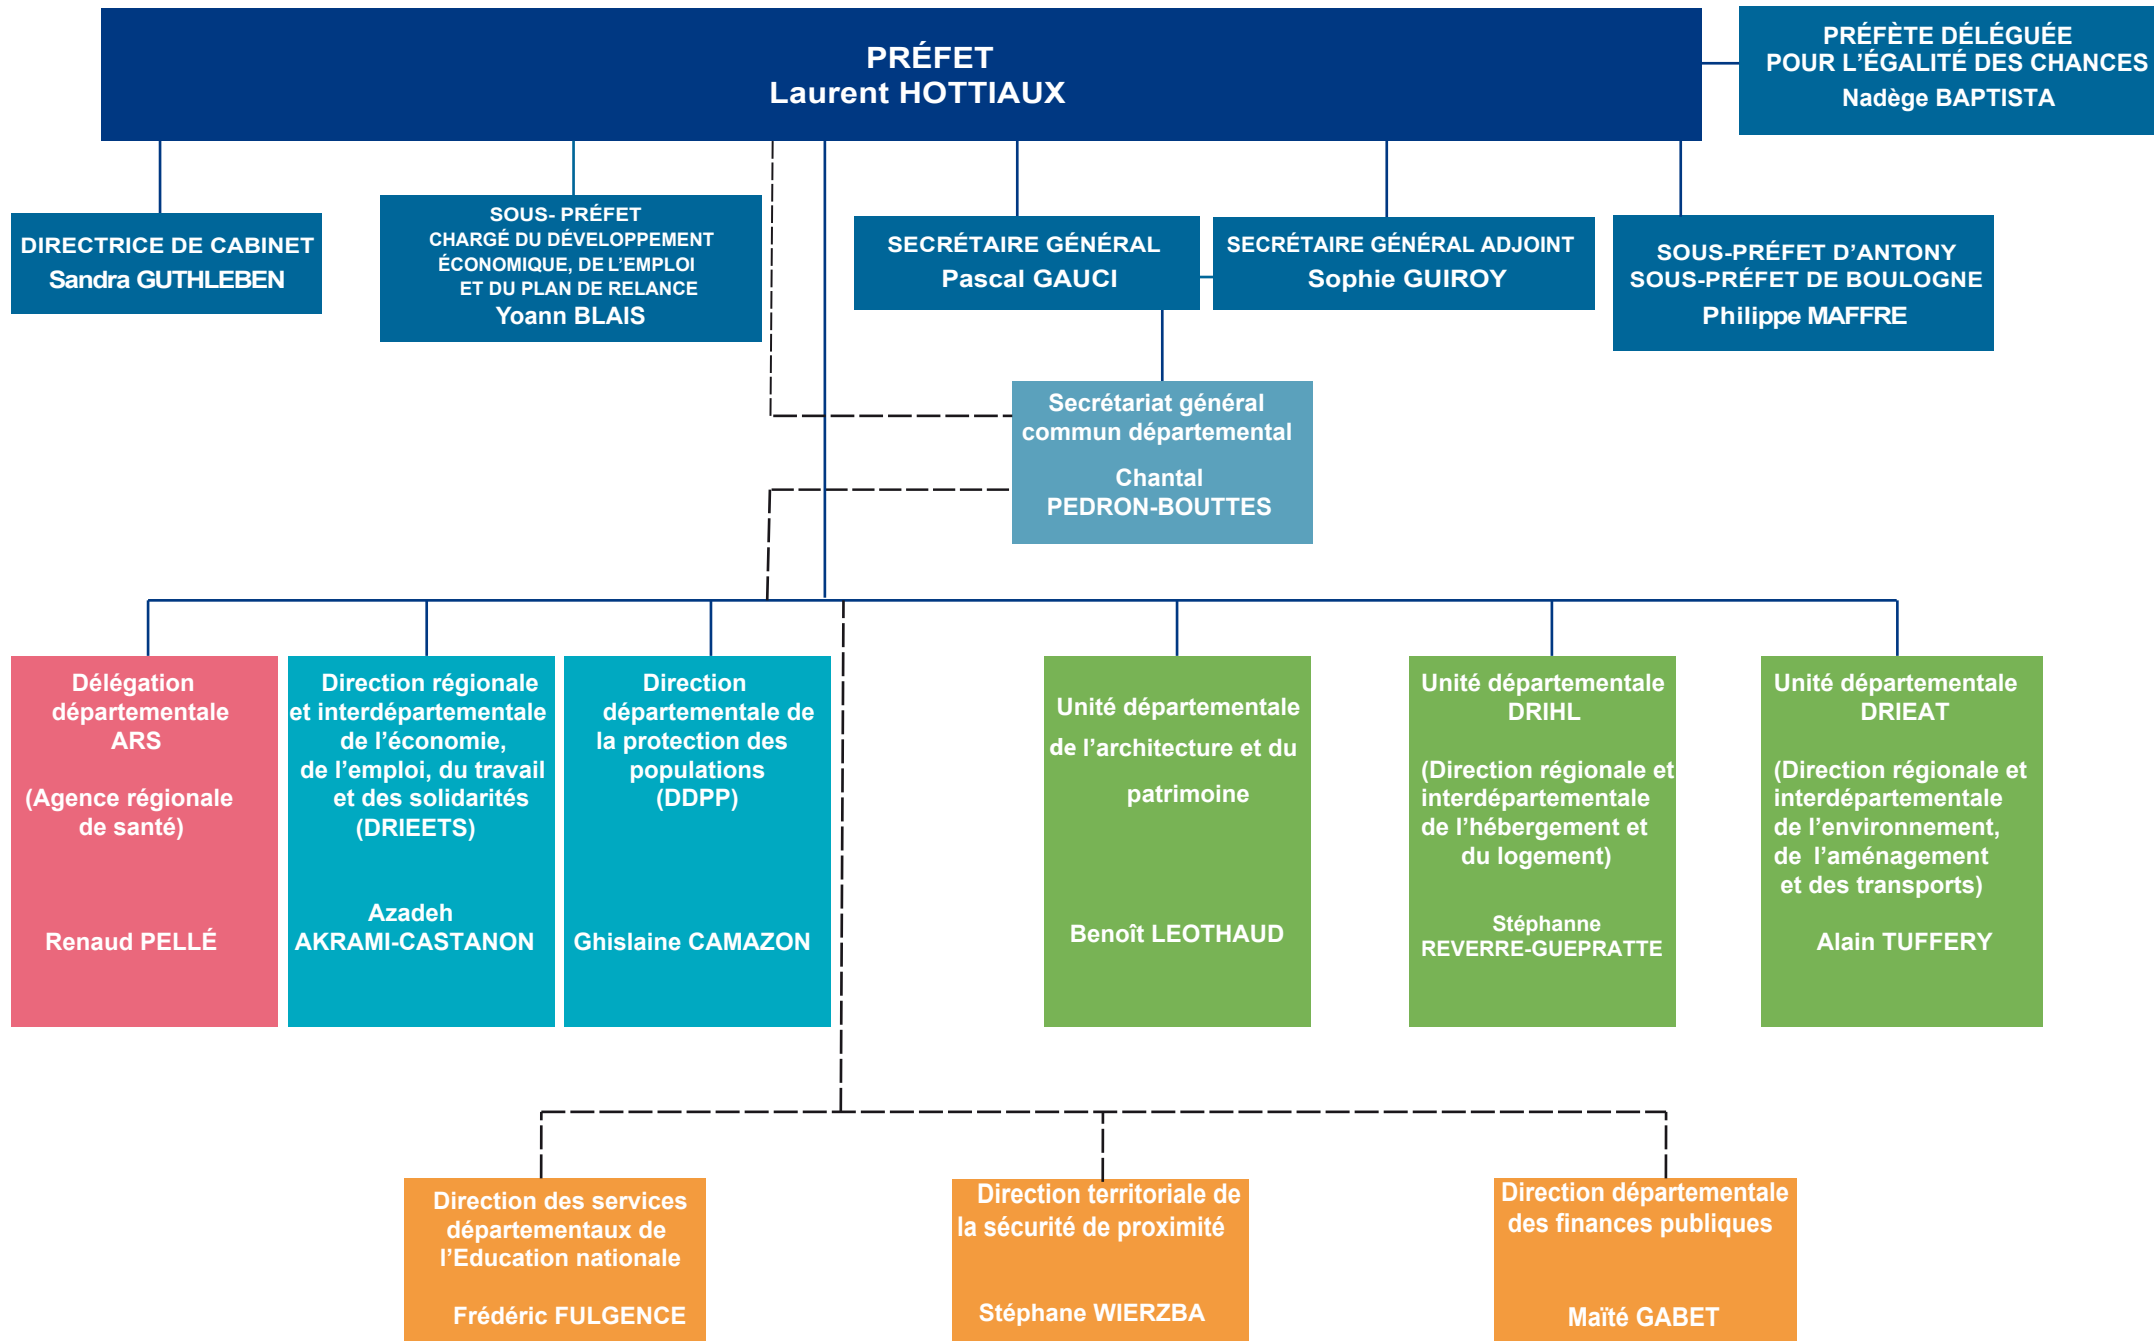 PRÉFET
Laurent HOTTIAUX
PRÉFÈTE DÉLÉGUÉE
POUR L'ÉGALITÉ DES CHANCES
Nadège BAPTISTA
DIRECTRICE DE CABINET
Sandra GUTHLEBEN
SOUS- PRÉFET
CHARGÉ DU DÉVELOPPEMENT
ÉCONOMIQUE, DE L'EMPLOI
ET DU PLAN DE RELANCE
Yoann BLAIS
SECRÉTAIRE GÉNÉRAL
Pascal GAUCI
SECRÉTAIRE GÉNÉRAL ADJOINT
Sophie GUIROY
SOUS-PRÉFET D'ANTONY
SOUS-PRÉFET DE BOULOGNE
Philippe MAFFRE
Secrétariat général
commun départemental
Chantal
PEDRON-BOUTTES
Délégation
départementale
ARS
(Agence régionale
de santé)
Renaud PELLÉ
Direction régionale
et interdépartementale
de l'économie,
de l'emploi, du travail
et des solidarités
(DRIEETS)
Azadeh
AKRAMI-CASTANON
Direction
départementale de
la protection des
populations
(DDPP)
Ghislaine CAMAZON
Unité départementale
de l'architecture et du
patrimoine
Benoît LEOTHAUD
Unité départementale
DRIHL
(Direction régionale et
interdépartementale
de l'hébergement et
du logement)
Stéphanne
REVERRE-GUEPRATTE
Unité départementale
DRIEAT
(Direction régionale et
interdépartementale
de l'environnement,
de l'aménagement
et des transports)
Alain TUFFERY
Direction des services
départementaux de
l'Education nationale
Frédéric FULGENCE
Direction territoriale de
la sécurité de proximité
Stéphane WIERZBA
Direction départementale
des finances publiques
Maïté GABET